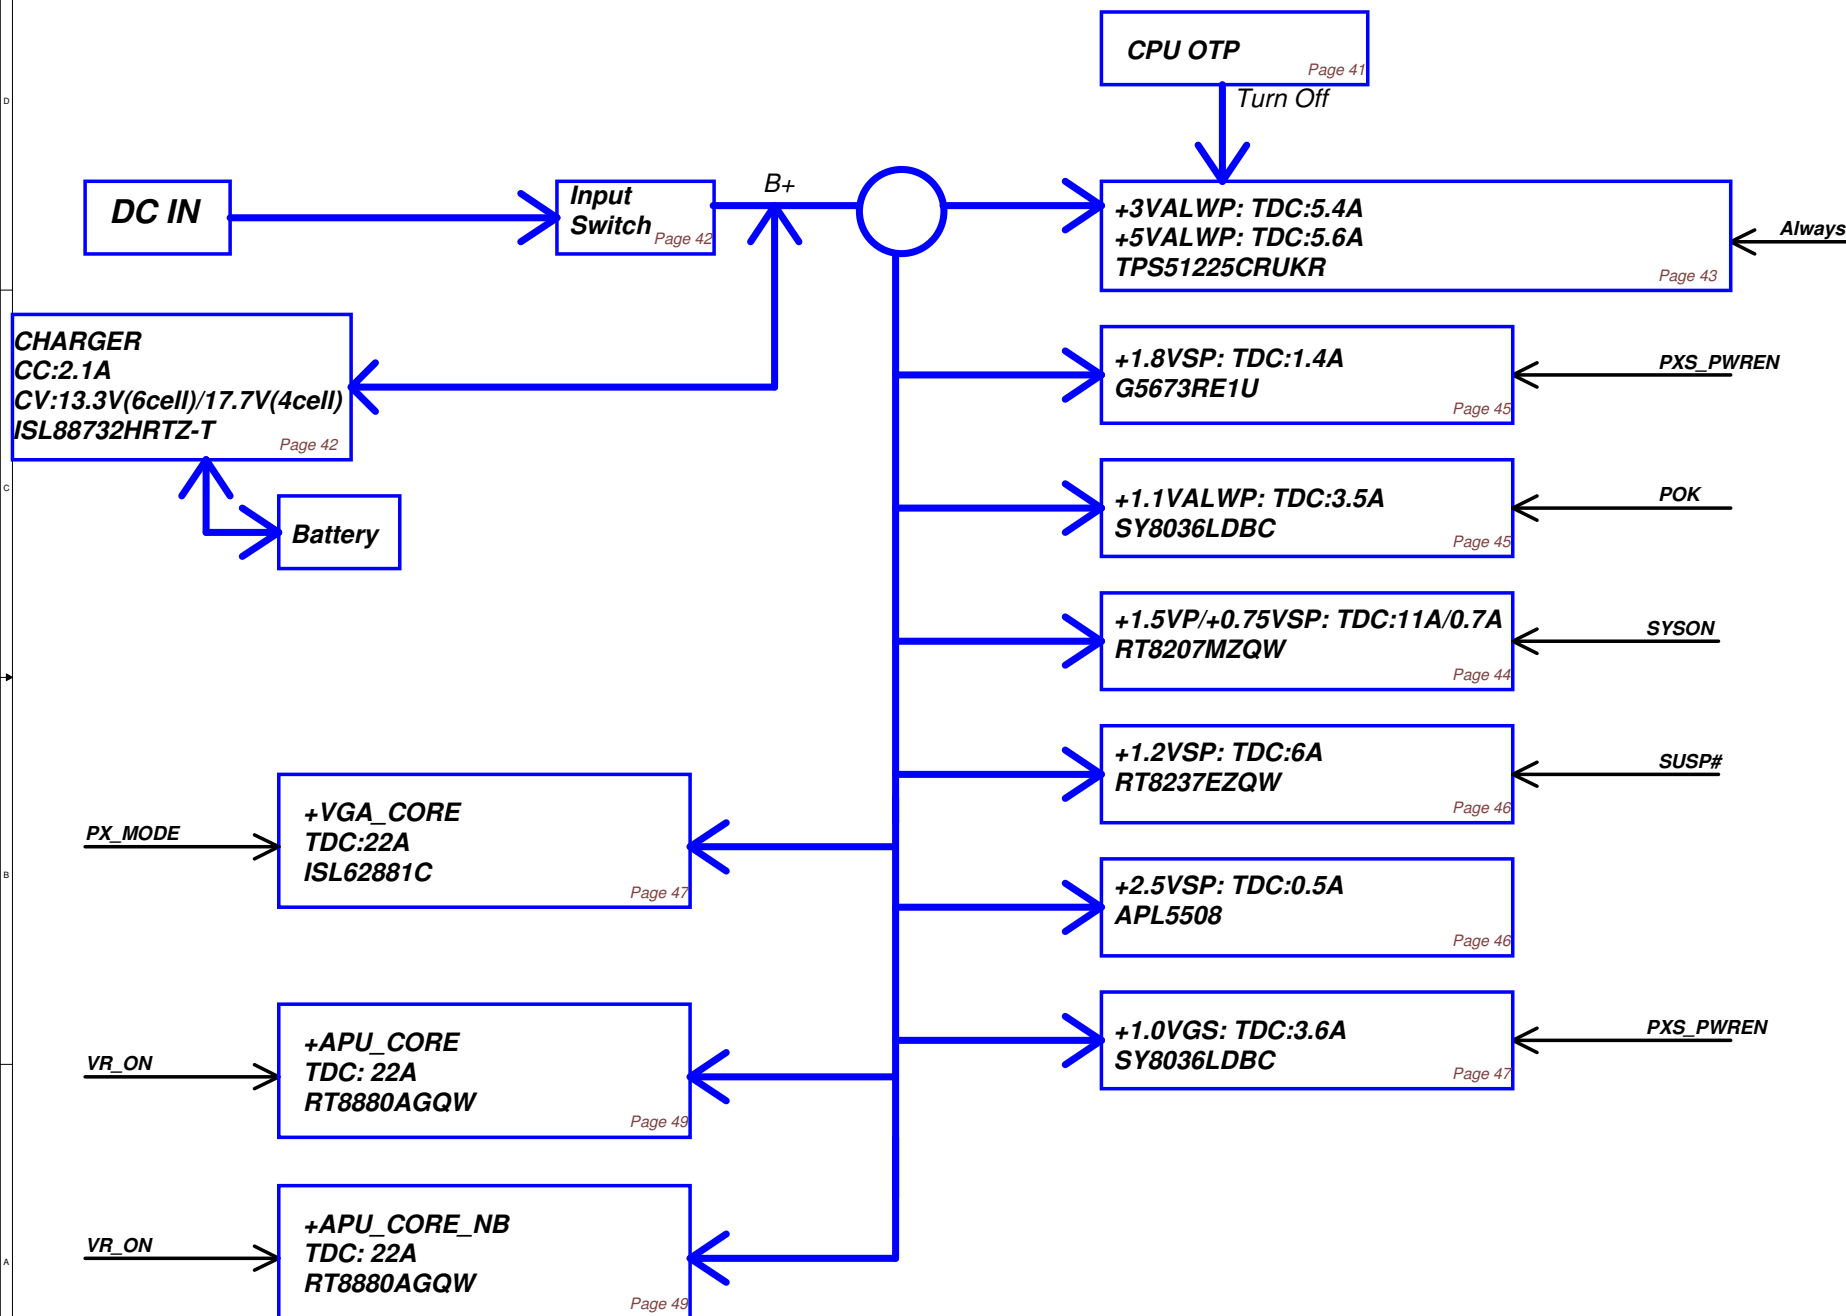 CPU OTP
Page 41
Turn Off
D
DC IN
Input
Switch
Page 42
B+
+3VALWP: TDC:5.4A
+5VALWP: TDC:5.6A
TPS51225CRUKR
Page 43
Always
CHARGER
CC:2.1A
CV:13.3V(6cell)/17.7V(4cell)
ISL88732HRTZ-T
Page 42
+1.8VSP: TDC:1.4A
G5673RE1U
Page 45
PXS_PWREN
C
Battery
+1.1VALWP: TDC:3.5A
SY8036LDBC
Page 45
POK
+1.5VP/+0.75VSP: TDC:11A/0.7A
RT8207MZQW
Page 44
SYSON
+1.2VSP: TDC:6A
RT8237EZQW
Page 46
SUSP#
PX_MODE
+VGA_CORE
TDC:22A
ISL62881C
Page 47
B
+2.5VSP: TDC:0.5A
APL5508
Page 46
+1.0VGS: TDC:3.6A
SY8036LDBC
Page 47
PXS_PWREN
VR_ON
+APU_CORE
TDC: 22A
RT8880AGQW
Page 49
VR_ON
+APU_CORE_NB
TDC: 22A
RT8880AGQW
Page 49
A